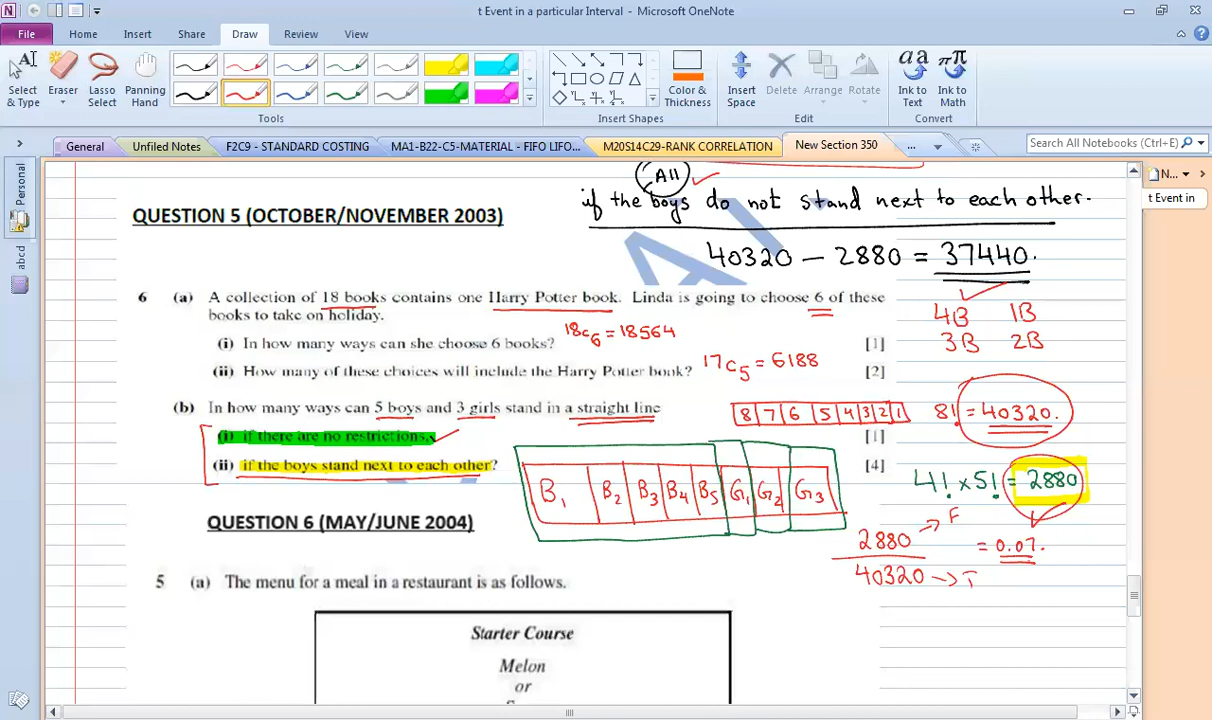 t Event in a particular Interval - Microsoft OneNote
File Home Insert Share Draw Review View
Select & Type
Eraser
Lasso Select
Panning Hand
Color & Thickness
Insert Space
Delete
Arrange
Rotate
Ink to Text
Ink to Math
Tools
Insert Shapes
Edit
Convert
General
Unfiled Notes
F2C9 - STANDARD COSTING
MA1-B22-C5-MATERIAL - FIFO LIFO...
M20S14C29-RANK CORRELATION
New Section 350
...
Search All Notebooks (Ctrl+E)
N...
t Event in
Personal
abcd
All
if the boys do not stand next to each other.
QUESTION 5 (OCTOBER/NOVEMBER 2003)
40320 - 2880 = 37440.
6 (a) A collection of 18 books contains one Harry Potter book. Linda is going to choose 6 of these
books to take on holiday.
4B 1B
3B 2B
18C6 = 18564
(i) In how many ways can she choose 6 books? [1]
17C5 = 6188
(ii) How many of these choices will include the Harry Potter book? [2]
(b) In how many ways can 5 boys and 3 girls stand in a straight line
8 7 6 5 4 3 2 1 8! = 40320.
(i) if there are no restrictions, [1]
(ii) if the boys stand next to each other? [4]
4! x 5! = 2880
B1 B2 B3 B4 B5 G1 G2 G3
QUESTION 6 (MAY/JUNE 2004)
2880 → F
40320 → T
= 0.07.
5 (a) The menu for a meal in a restaurant is as follows.
Starter Course
Melon
or